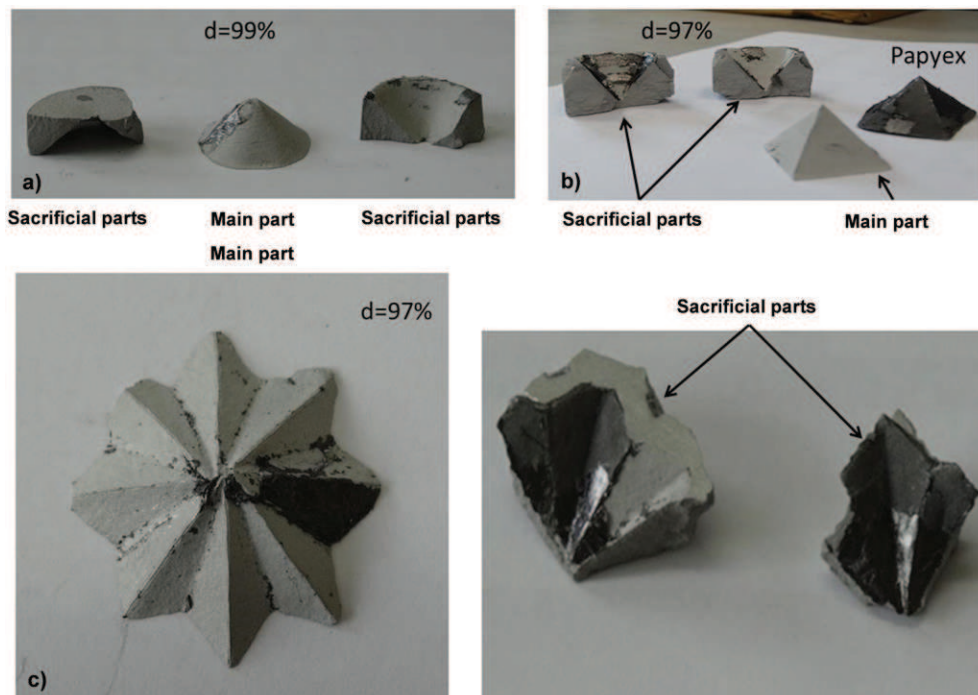 d=99%
a)
Sacrificial parts
Main part
Sacrificial parts
d=97%
Papyex
b)
Sacrificial parts
Main part
Main part
d=97%
c)
Sacrificial parts